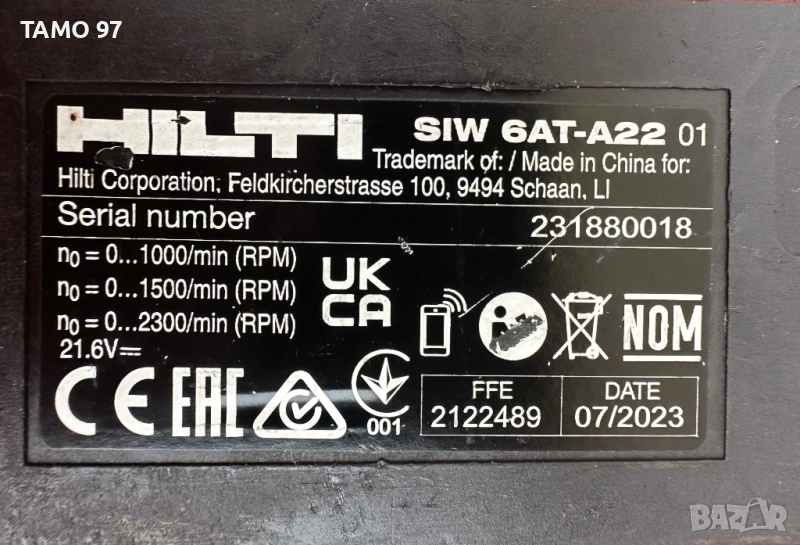 TAMO 97
HILTI
SIW 6AT-A22 01
Trademark of: / Made in China for:
Hilti Corporation, Feldkircherstrasse 100, 9494 Schaan, LI
Serial number 231880018
n0 = 0...1000/min (RPM)
n0 = 0...1500/min (RPM)
n0 = 0...2300/min (RPM)
21.6V⎓
UK
CA
NOM
CE EAC
001
FFE
2122489
DATE
07/2023
BAZAR